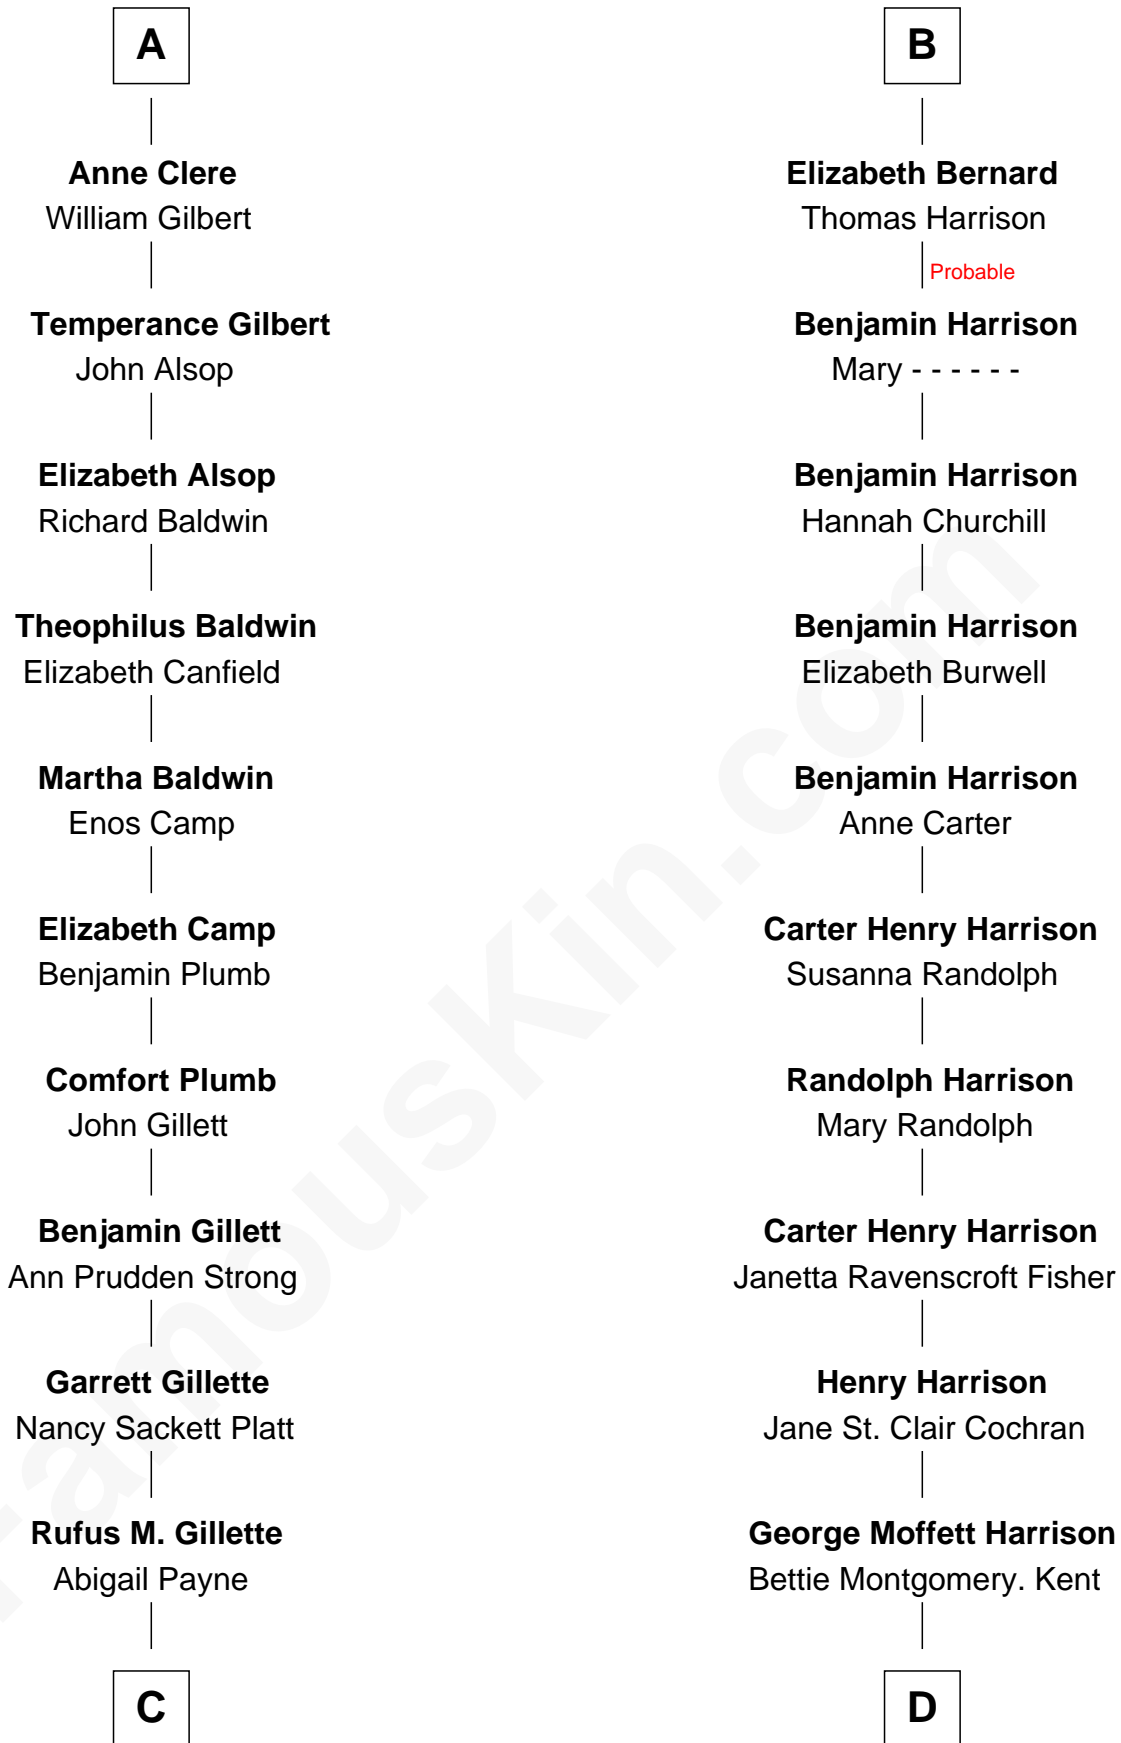 A
Anne Clere
William Gilbert
Temperance Gilbert
John Alsop
Elizabeth Alsop
Richard Baldwin
Theophilus Baldwin
Elizabeth Canfield
Martha Baldwin
Enos Camp
Elizabeth Camp
Benjamin Plumb
Comfort Plumb
John Gillett
Benjamin Gillett
Ann Prudden Strong
Garrett Gillette
Nancy Sackett Platt
Rufus M. Gillette
Abigail Payne
C
B
Elizabeth Bernard
Thomas Harrison
Probable
Benjamin Harrison
Mary - - - - - -
Benjamin Harrison
Hannah Churchill
Benjamin Harrison
Elizabeth Burwell
Benjamin Harrison
Anne Carter
Carter Henry Harrison
Susanna Randolph
Randolph Harrison
Mary Randolph
Carter Henry Harrison
Janetta Ravenscroft Fisher
Henry Harrison
Jane St. Clair Cochran
George Moffett Harrison
Bettie Montgomery. Kent
D
FamousKin.com